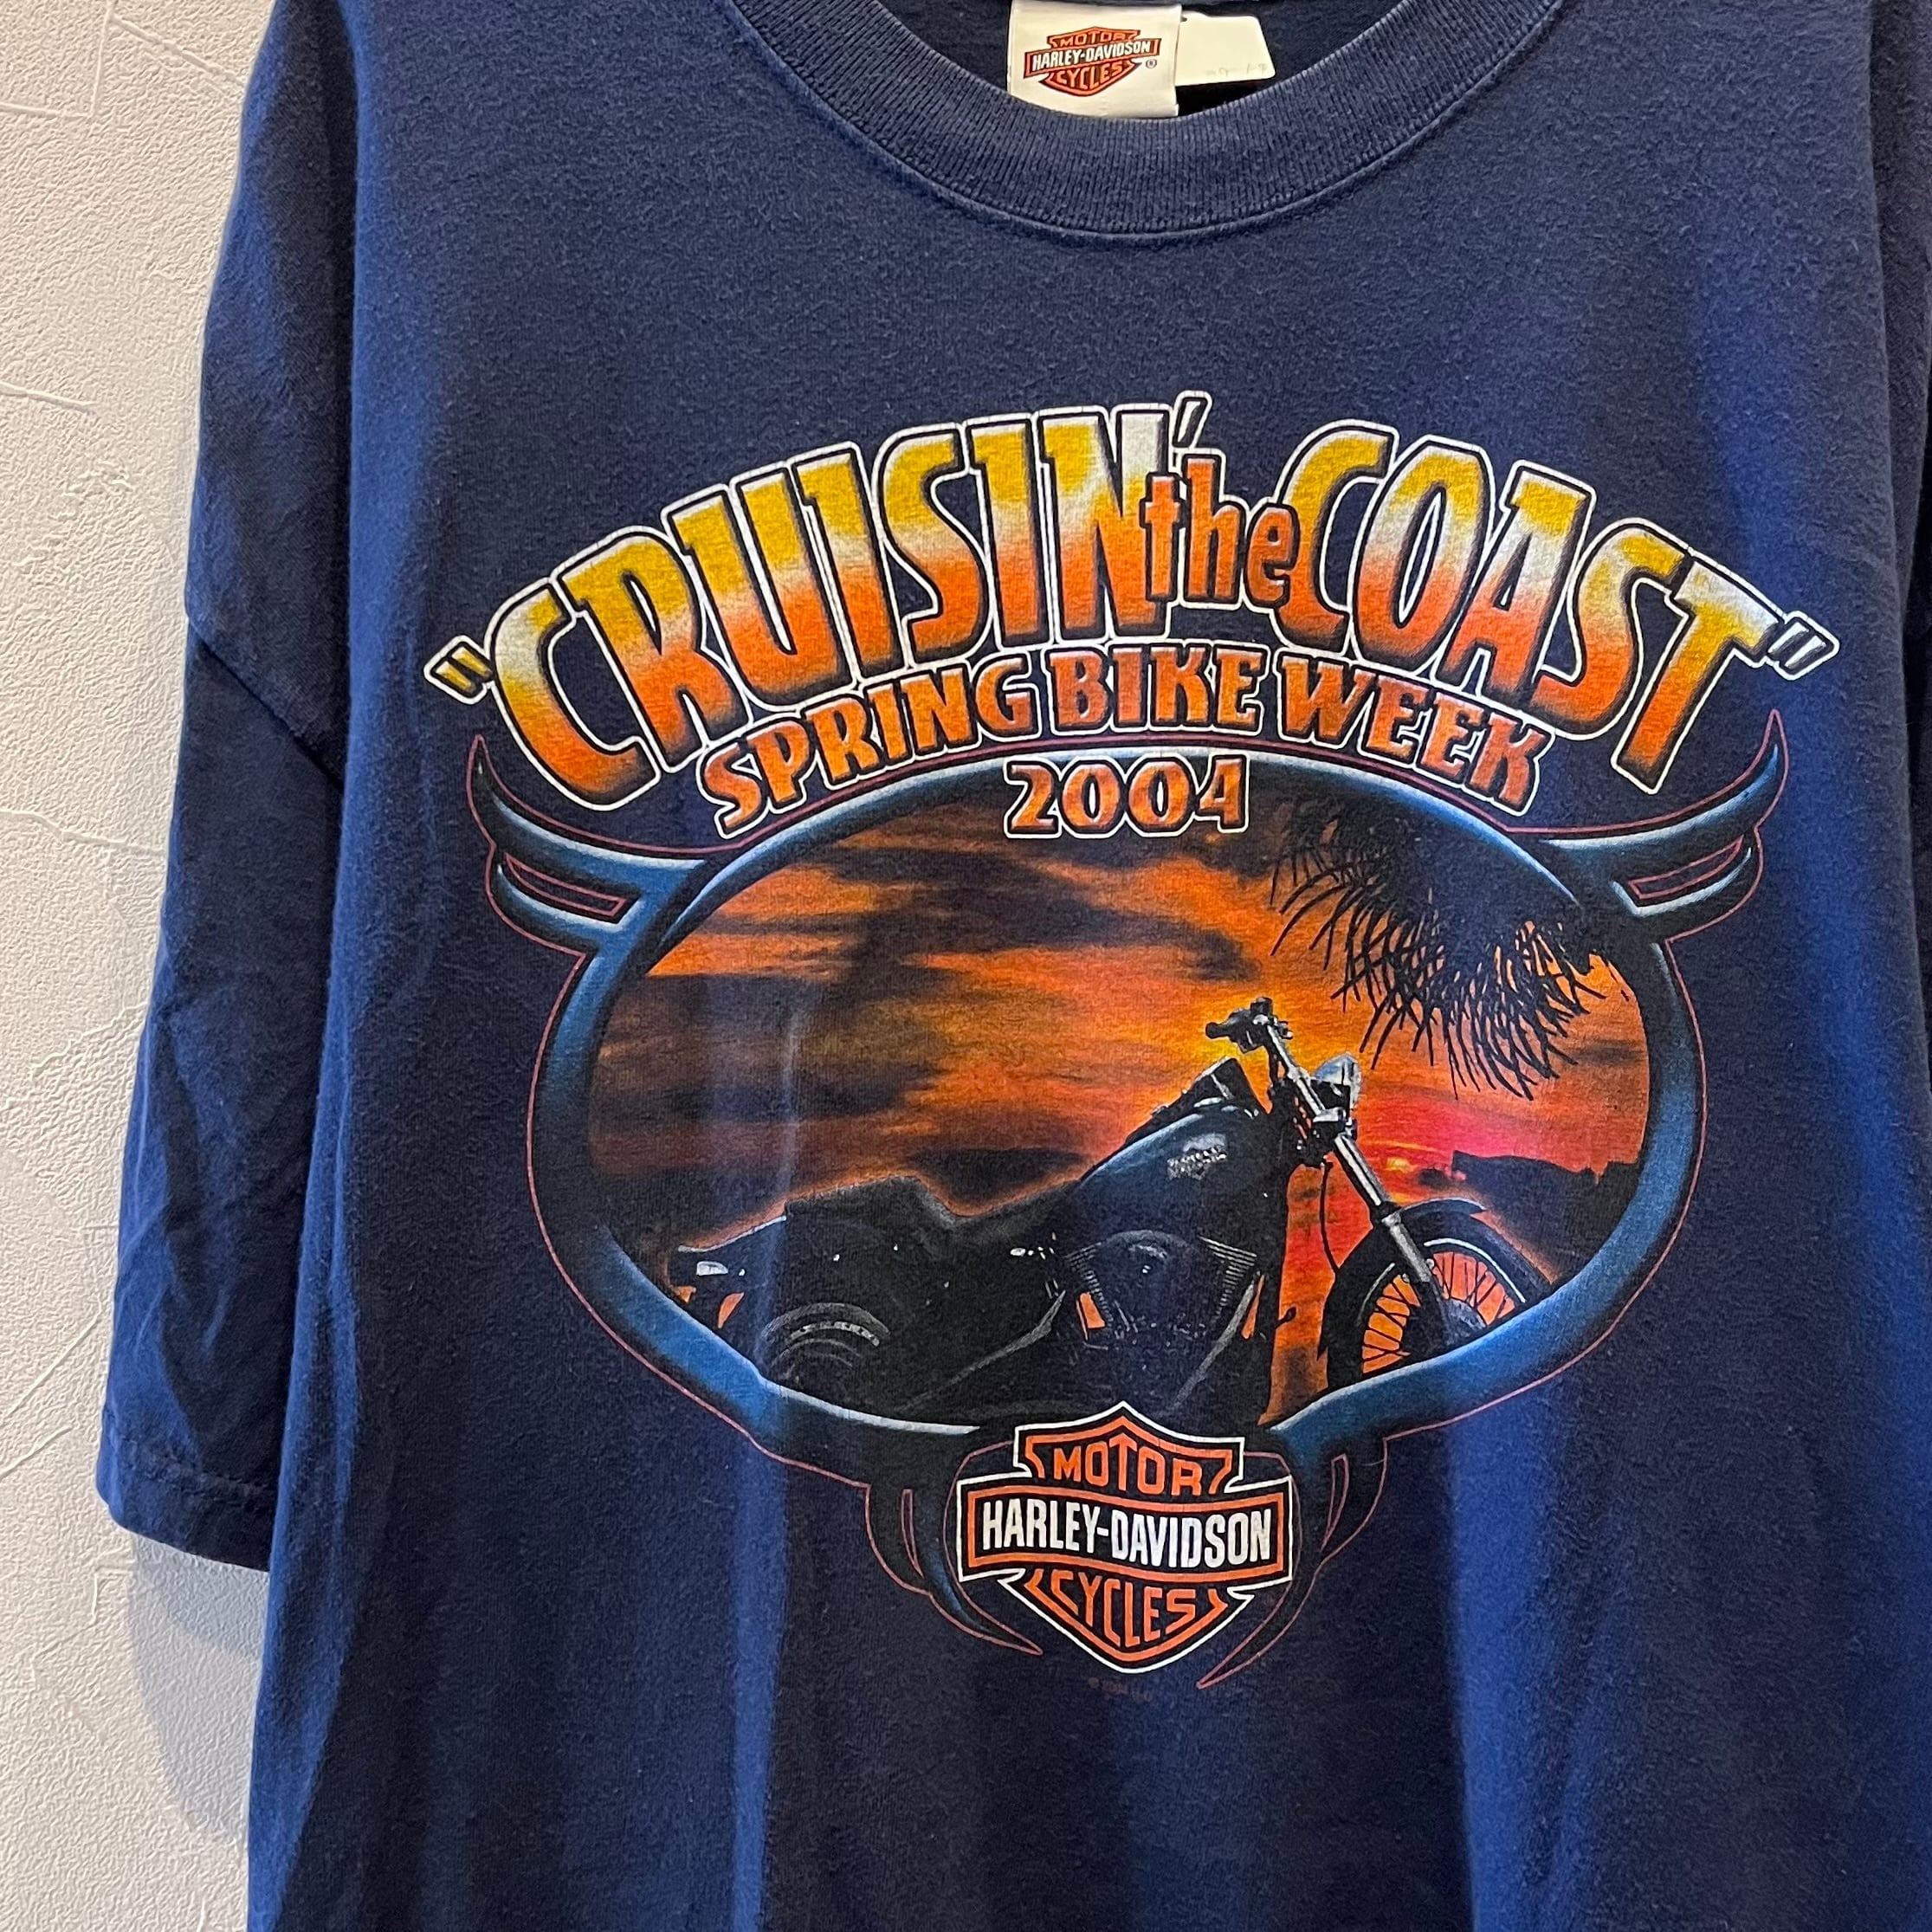 MOTOR
HARLEY-DAVIDSON
CYCLES
®
"CRUISIN' the COAST"
SPRING BIKE WEEK
2004
MOTOR
HARLEY-DAVIDSON
CYCLES